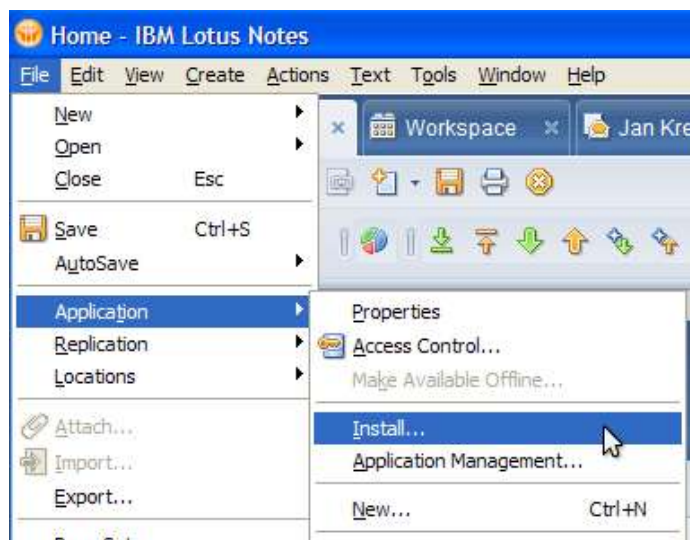 Home - IBM Lotus Notes
File Edit View Create Actions Text Tools Window Help
Workspace Jan Kre
New
Open
Close Esc
Save Ctrl+S
AutoSave
Application
Replication
Locations
Attach...
Import...
Export...
Properties
Access Control...
Make Available Offline...
Install...
Application Management...
New... Ctrl+N